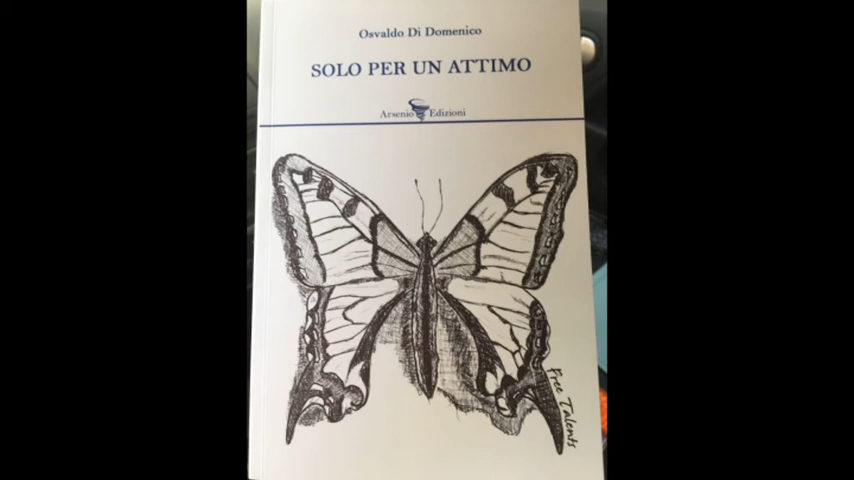 Osvaldo Di Domenico
SOLO PER UN ATTIMO
Arsenio Edizioni
Free Talents